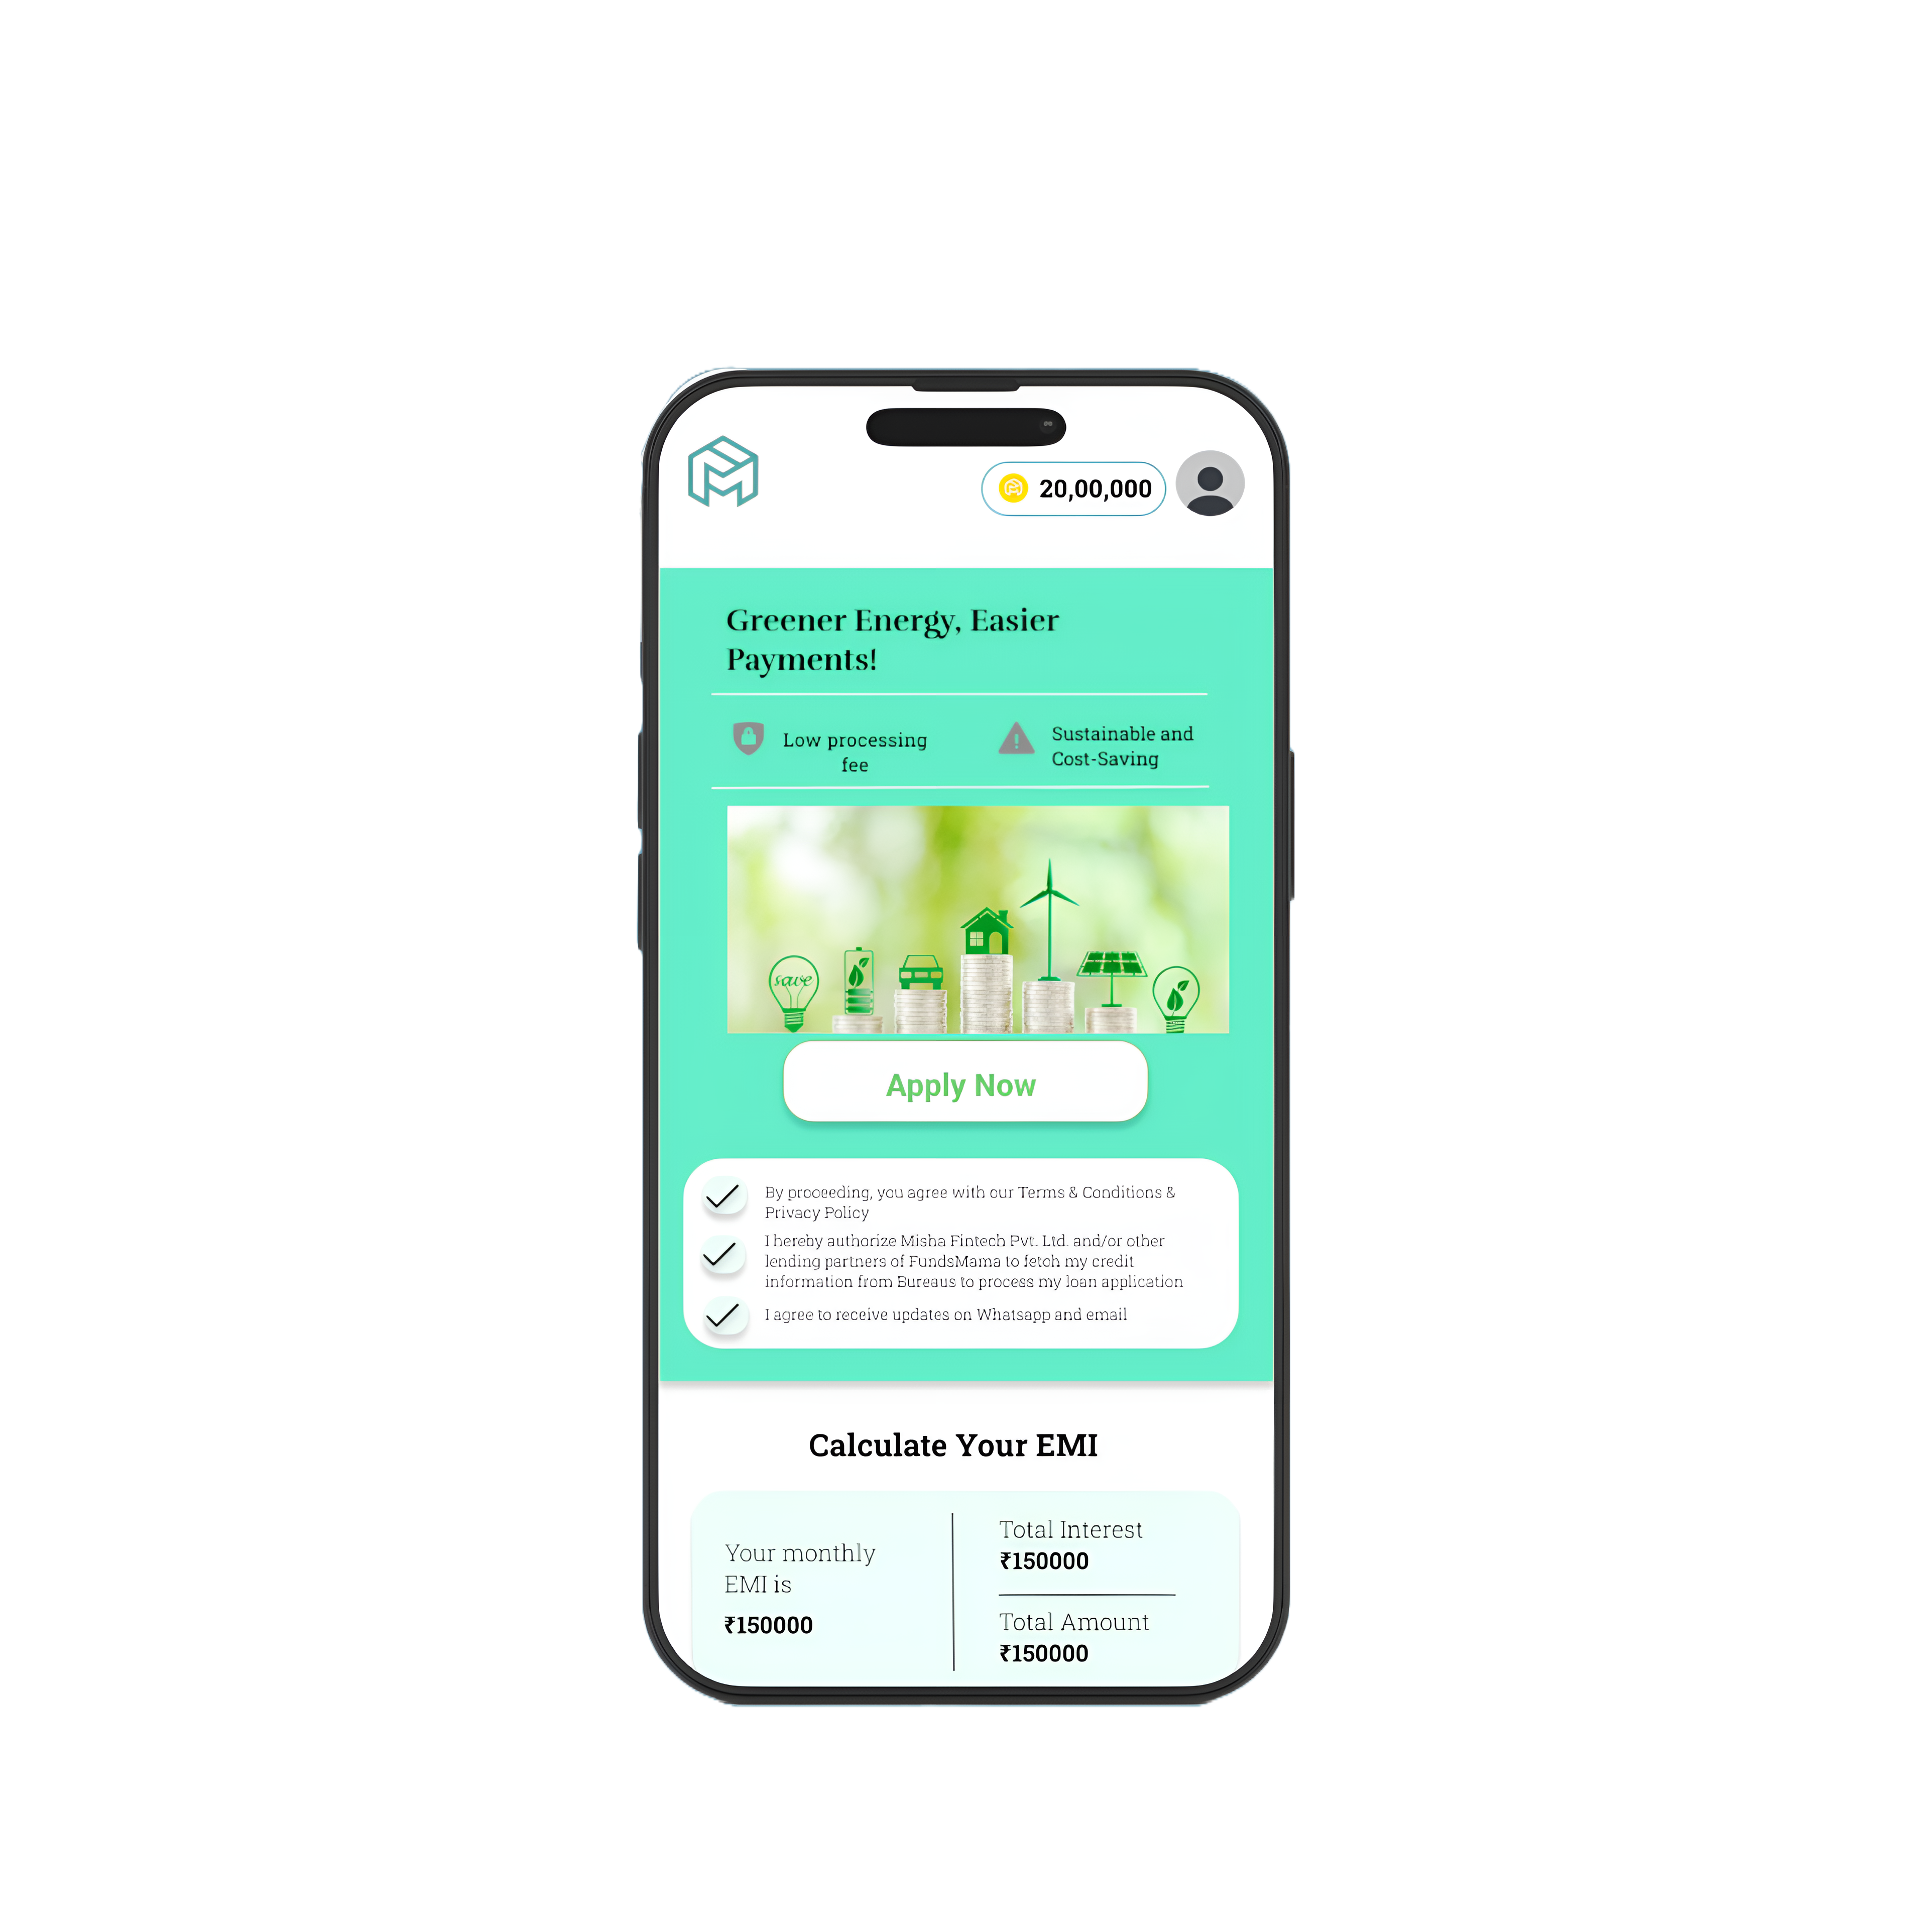 20,00,000
Greener Energy, Easier
Payments!
Low processing
fee
Sustainable and
Cost-Saving
save
Apply Now
By proceeding, you agree with our Terms & Conditions &
Privacy Policy
I hereby authorize Misha Fintech Pvt. Ltd. and/or other
lending partners of FundsMama to fetch my credit
information from Bureaus to process my loan application
I agree to receive updates on Whatsapp and email
Calculate Your EMI
Your monthly
EMI is
₹150000
Total Interest
₹150000
Total Amount
₹150000